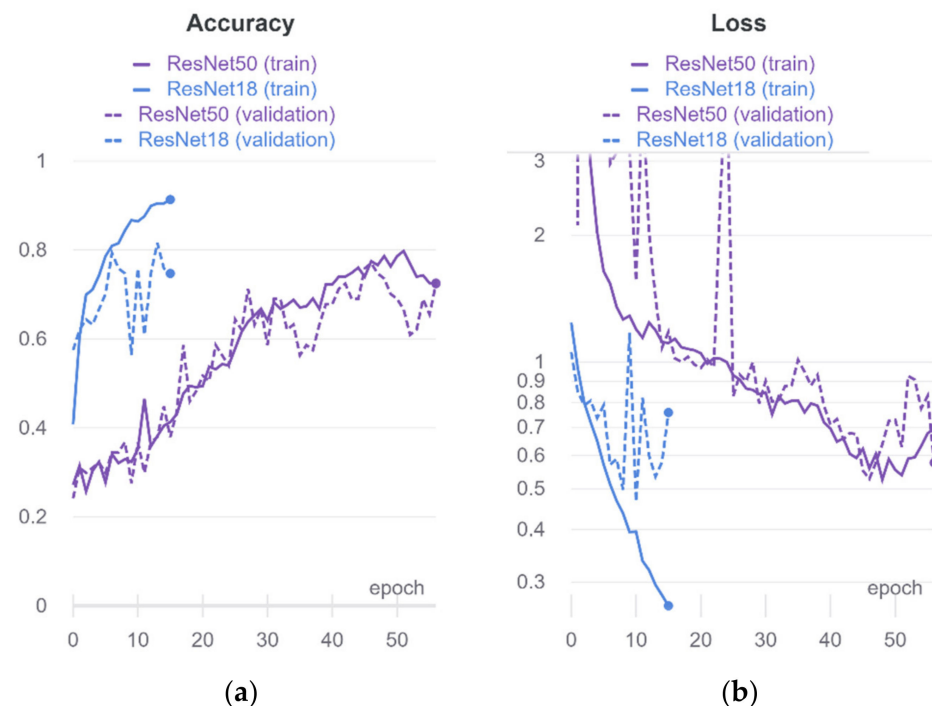 Accuracy
ResNet50 (train)
ResNet18 (train)
ResNet50 (validation)
ResNet18 (validation)
1
0.8
0.6
0.4
0.2
0
epoch
0 10 20 30 40 50
(a)
Loss
ResNet50 (train)
ResNet18 (train)
ResNet50 (validation)
ResNet18 (validation)
3
2
1
0.9
0.8
0.7
0.6
0.5
0.4
0.3
epoch
0 10 20 30 40 50
(b)